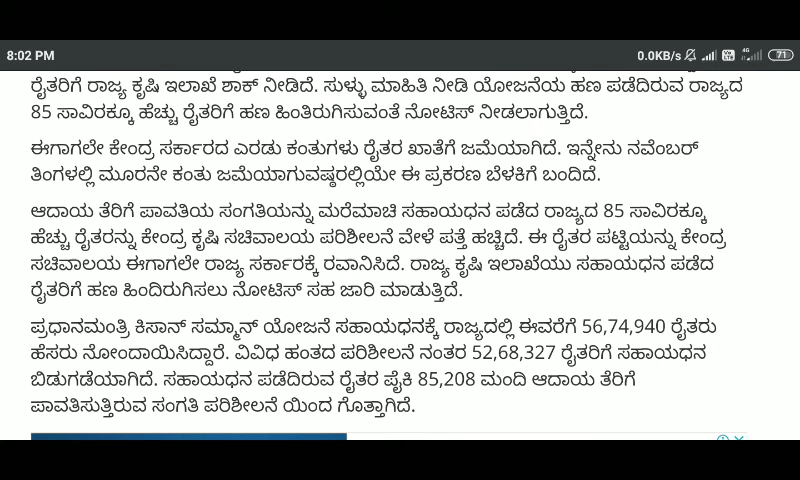 8:02 PM 0.0KB/s 4G 71
ರೈತರಿಗೆ ರಾಜ್ಯ ಕೃಷಿ ಇಲಾಖೆ ಶಾಕ್ ನೀಡಿದೆ. ಸುಳ್ಳು ಮಾಹಿತಿ ನೀಡಿ ಯೋಜನೆಯ ಹಣ ಪಡೆದಿರುವ ರಾಜ್ಯದ
85 ಸಾವಿರಕ್ಕೂ ಹೆಚ್ಚು ರೈತರಿಗೆ ಹಣ ಹಿಂತಿರುಗಿಸುವಂತೆ ನೋಟಿಸ್ ನೀಡಲಾಗುತ್ತಿದೆ.
ಈಗಾಗಲೇ ಕೇಂದ್ರ ಸರ್ಕಾರದ ಎರಡು ಕಂತುಗಳು ರೈತರ ಖಾತೆಗೆ ಜಮೆಯಾಗಿದೆ. ಇನ್ನೇನು ನವೆಂಬರ್
ತಿಂಗಳಲ್ಲಿ ಮೂರನೇ ಕಂತು ಜಮೆಯಾಗುವಷ್ಠರಲ್ಲಿಯೇ ಈ ಪ್ರಕರಣ ಬೆಳಕಿಗೆ ಬಂದಿದೆ.
ಆದಾಯ ತೆರಿಗೆ ಪಾವತಿಯ ಸಂಗತಿಯನ್ನು ಮರೆಮಾಚಿ ಸಹಾಯಧನ ಪಡೆದ ರಾಜ್ಯದ 85 ಸಾವಿರಕ್ಕೂ
ಹೆಚ್ಚು ರೈತರನ್ನು ಕೇಂದ್ರ ಕೃಷಿ ಸಚಿವಾಲಯ ಪರಿಶೀಲನೆ ವೇಳೆ ಪತ್ತೆ ಹಚ್ಚಿದೆ. ಈ ರೈತರ ಪಟ್ಟಿಯನ್ನು ಕೇಂದ್ರ
ಸಚಿವಾಲಯ ಈಗಾಗಲೇ ರಾಜ್ಯ ಸರ್ಕಾರಕ್ಕೆ ರವಾನಿಸಿದೆ. ರಾಜ್ಯ ಕೃಷಿ ಇಲಾಖೆಯು ಸಹಾಯಧನ ಪಡೆದ
ರೈತರಿಗೆ ಹಣ ಹಿಂದಿರುಗಿಸಲು ನೋಟಿಸ್ ಸಹ ಜಾರಿ ಮಾಡುತ್ತಿದೆ.
ಪ್ರಧಾನಮಂತ್ರಿ ಕಿಸಾನ್ ಸಮ್ಮಾನ್ ಯೋಜನೆ ಸಹಾಯಧನಕ್ಕೆ ರಾಜ್ಯದಲ್ಲಿ ಈವರೆಗೆ 56,74,940 ರೈತರು
ಹೆಸರು ನೋಂದಾಯಿಸಿದ್ದಾರೆ. ವಿವಿಧ ಹಂತದ ಪರಿಶೀಲನೆ ನಂತರ 52,68,327 ರೈತರಿಗೆ ಸಹಾಯಧನ
ಬಿಡುಗಡೆಯಾಗಿದೆ. ಸಹಾಯಧನ ಪಡೆದಿರುವ ರೈತರ ಪೈಕಿ 85,208 ಮಂದಿ ಆದಾಯ ತೆರಿಗೆ
ಪಾವತಿಸುತ್ತಿರುವ ಸಂಗತಿ ಪರಿಶೀಲನೆ ಯಿಂದ ಗೊತ್ತಾಗಿದೆ.